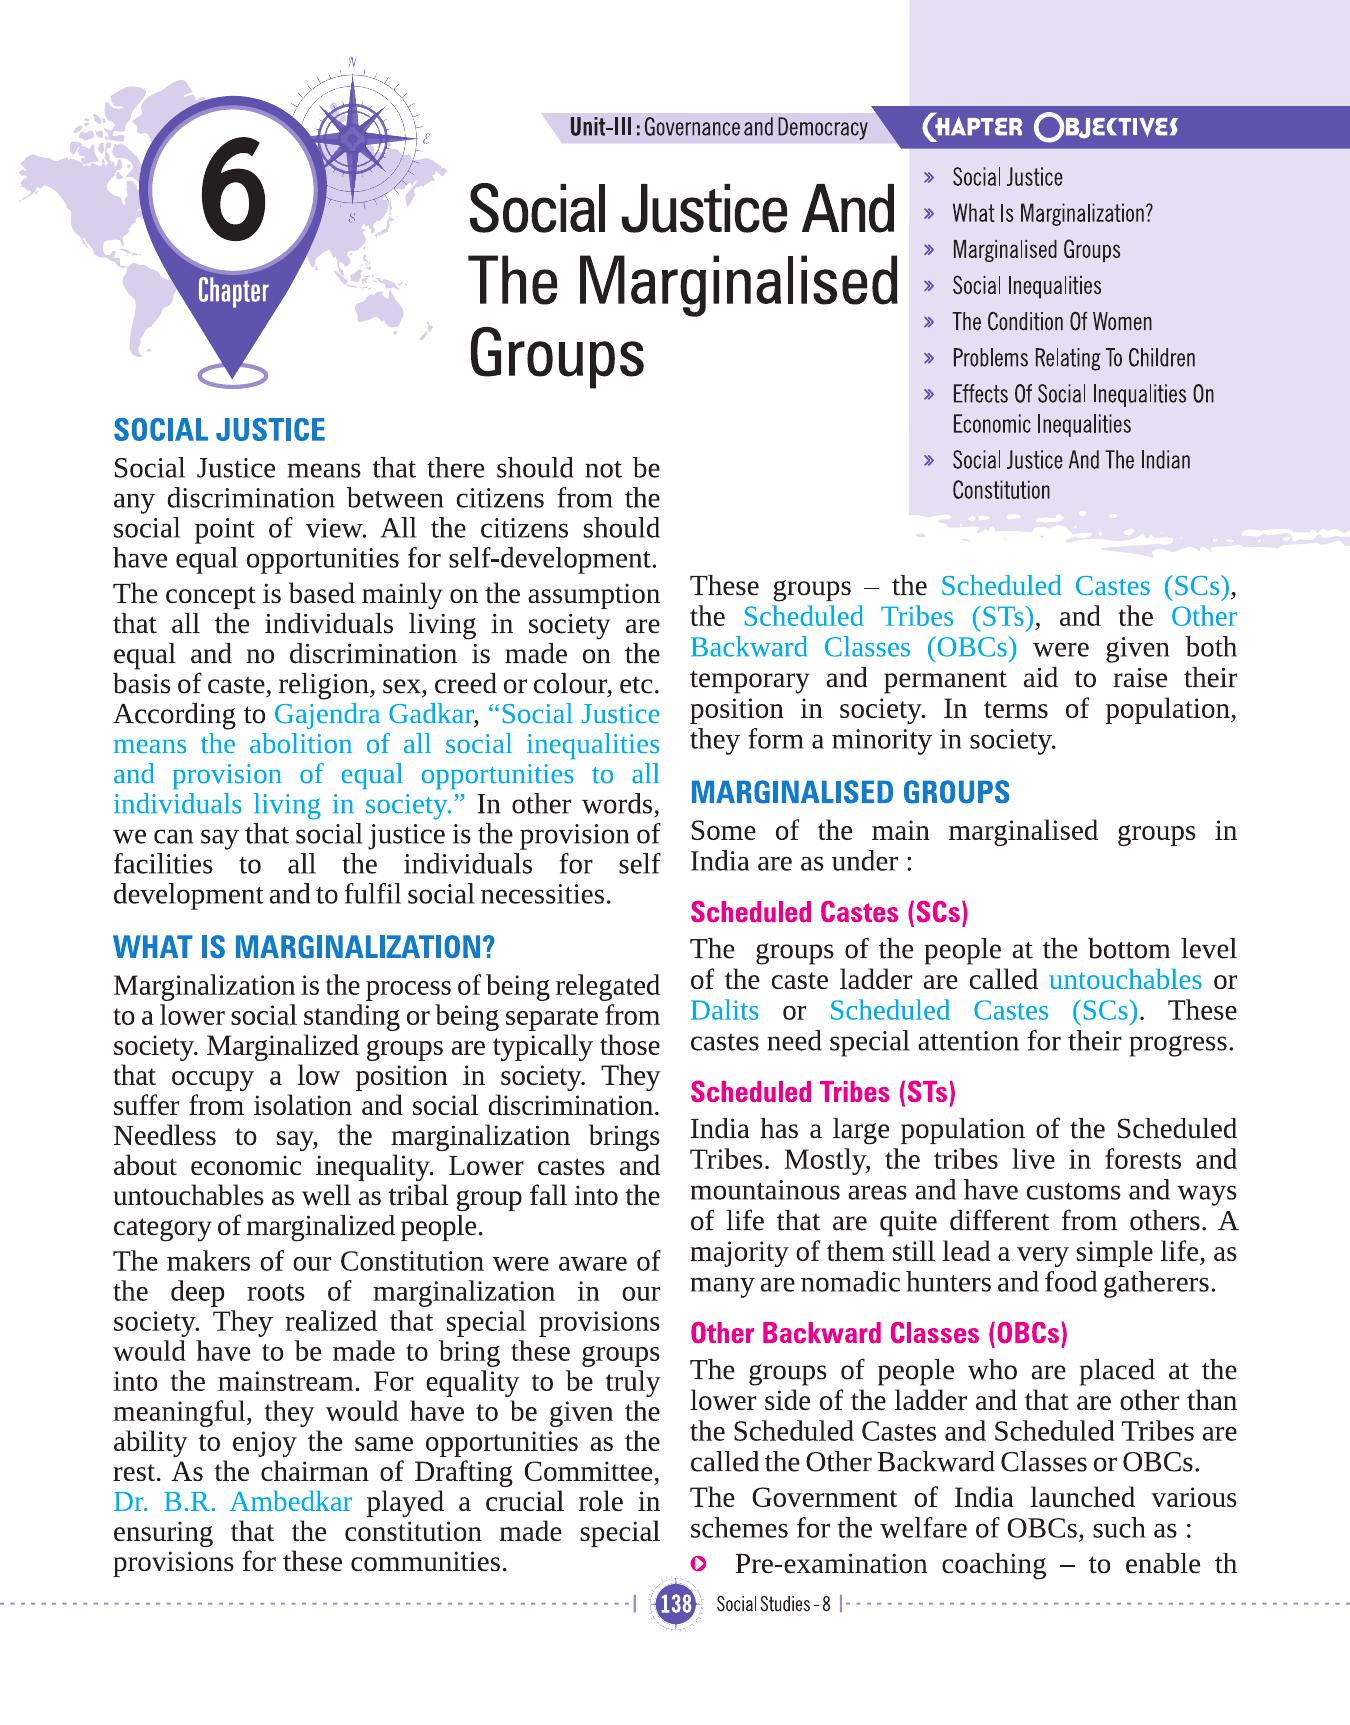 N
E
S
6
Chapter
Unit-III : Governance and Democracy
Social Justice And
The Marginalised
Groups
CHAPTER OBJECTIVES
» Social Justice
» What Is Marginalization?
» Marginalised Groups
» Social Inequalities
» The Condition Of Women
» Problems Relating To Children
» Effects Of Social Inequalities On
Economic Inequalities
» Social Justice And The Indian
Constitution
SOCIAL JUSTICE
Social Justice means that there should not be
any discrimination between citizens from the
social point of view. All the citizens should
have equal opportunities for self-development.
The concept is based mainly on the assumption
that all the individuals living in society are
equal and no discrimination is made on the
basis of caste, religion, sex, creed or colour, etc.
According to Gajendra Gadkar, “Social Justice
means the abolition of all social inequalities
and provision of equal opportunities to all
individuals living in society.” In other words,
we can say that social justice is the provision of
facilities to all the individuals for self
development and to fulfil social necessities.
WHAT IS MARGINALIZATION?
Marginalization is the process of being relegated
to a lower social standing or being separate from
society. Marginalized groups are typically those
that occupy a low position in society. They
suffer from isolation and social discrimination.
Needless to say, the marginalization brings
about economic inequality. Lower castes and
untouchables as well as tribal group fall into the
category of marginalized people.
The makers of our Constitution were aware of
the deep roots of marginalization in our
society. They realized that special provisions
would have to be made to bring these groups
into the mainstream. For equality to be truly
meaningful, they would have to be given the
ability to enjoy the same opportunities as the
rest. As the chairman of Drafting Committee,
Dr. B.R. Ambedkar played a crucial role in
ensuring that the constitution made special
provisions for these communities.
These groups – the Scheduled Castes (SCs),
the Scheduled Tribes (STs), and the Other
Backward Classes (OBCs) were given both
temporary and permanent aid to raise their
position in society. In terms of population,
they form a minority in society.
MARGINALISED GROUPS
Some of the main marginalised groups in
India are as under :
Scheduled Castes (SCs)
The groups of the people at the bottom level
of the caste ladder are called untouchables or
Dalits or Scheduled Castes (SCs). These
castes need special attention for their progress.
Scheduled Tribes (STs)
India has a large population of the Scheduled
Tribes. Mostly, the tribes live in forests and
mountainous areas and have customs and ways
of life that are quite different from others. A
majority of them still lead a very simple life, as
many are nomadic hunters and food gatherers.
Other Backward Classes (OBCs)
The groups of people who are placed at the
lower side of the ladder and that are other than
the Scheduled Castes and Scheduled Tribes are
called the Other Backward Classes or OBCs.
The Government of India launched various
schemes for the welfare of OBCs, such as :
Pre-examination coaching – to enable th
138
Social Studies - 8